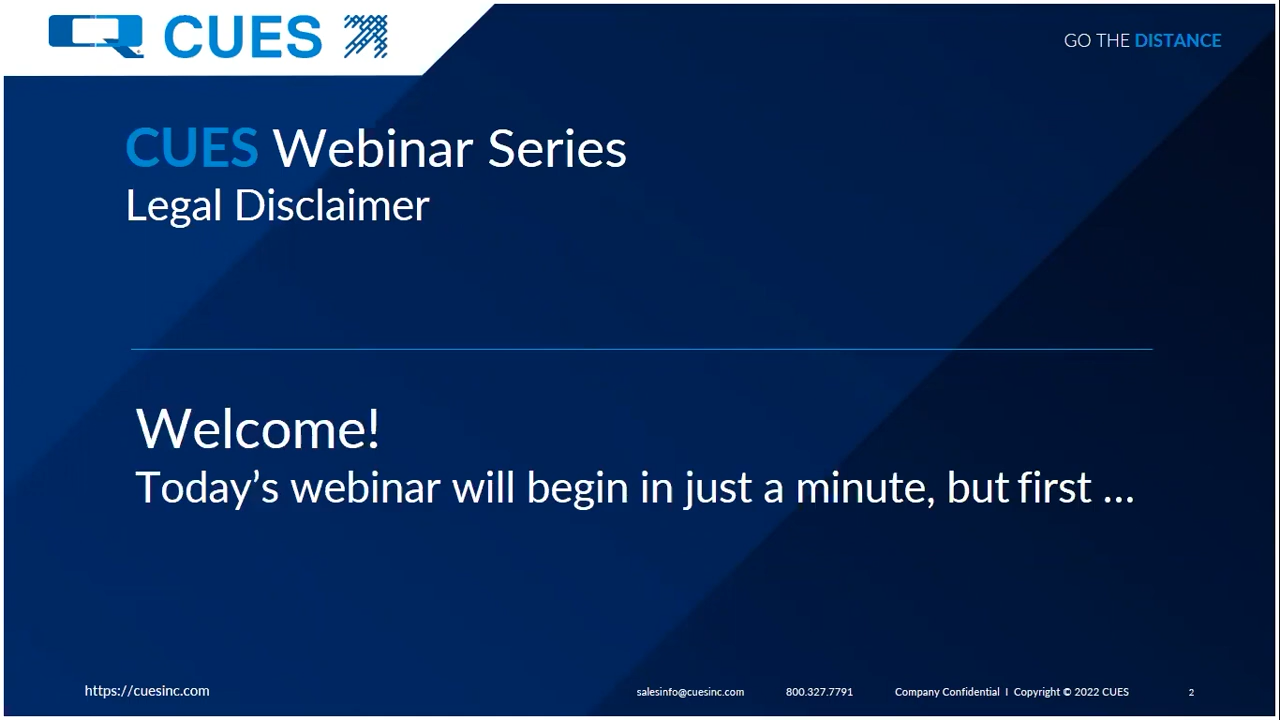 CUES
GO THE DISTANCE
CUES Webinar Series
Legal Disclaimer
Welcome!
Today’s webinar will begin in just a minute, but first ...
https://cuesinc.com
salesinfo@cuesinc.com
800.327.7791
Company Confidential I Copyright © 2022 CUES
2